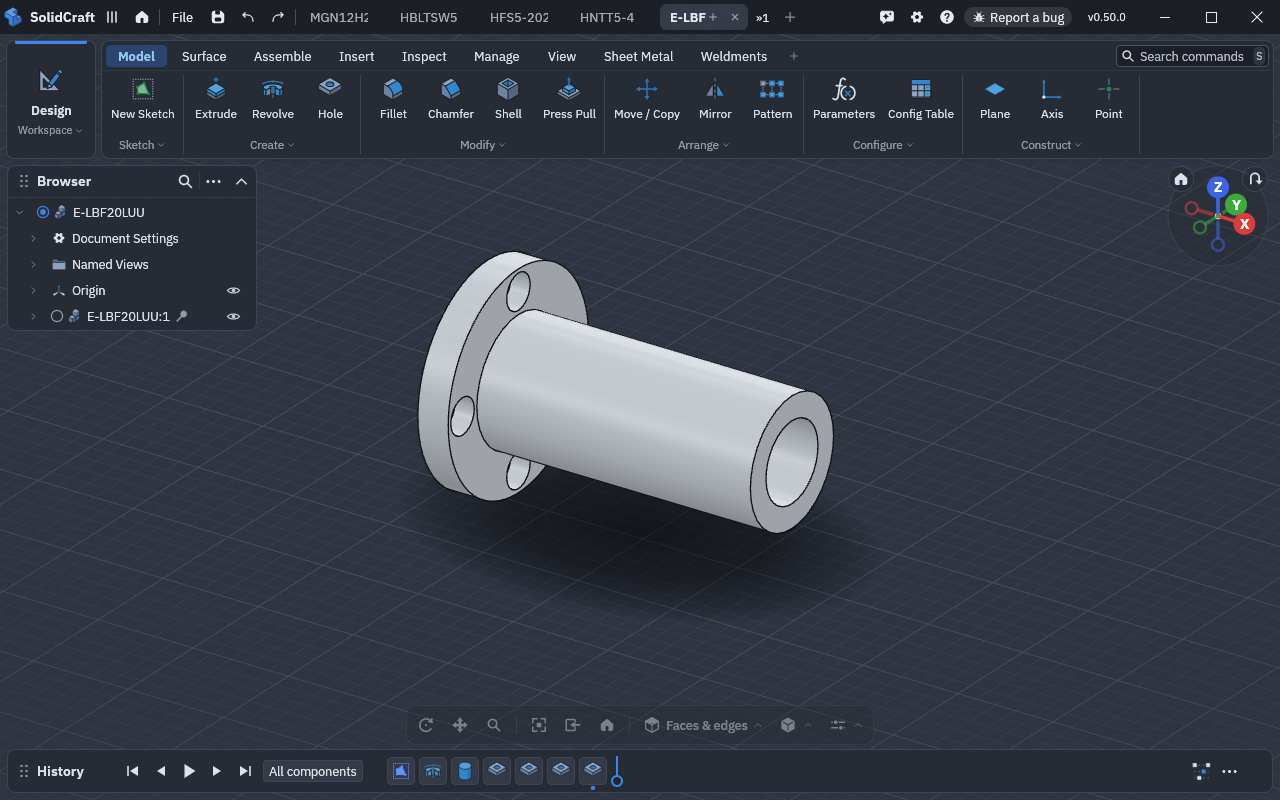 SolidCraft
File
MGN12H2
HBLTSW5
HFS5-202
HNTT5-4
E-LBF
»1
Report a bug
v0.50.0
Design
Workspace
Model
Surface
Assemble
Insert
Inspect
Manage
View
Sheet Metal
Weldments
Search commands
S
New Sketch
Extrude
Revolve
Hole
Fillet
Chamfer
Shell
Press Pull
Move / Copy
Mirror
Pattern
Parameters
Config Table
Plane
Axis
Point
Sketch
Create
Modify
Arrange
Configure
Construct
Browser
E-LBF20LUU
Document Settings
Named Views
Origin
E-LBF20LUU:1
Z
Y
X
Faces & edges
History
All components